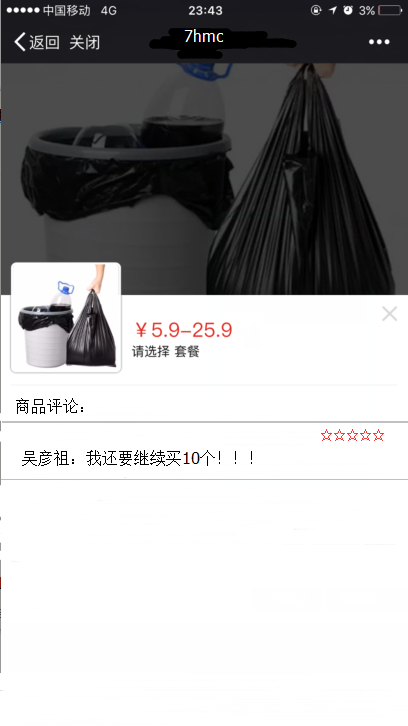 中国移动 4G 23:43 3%
返回 关闭 7hmc
￥5.9-25.9
请选择 套餐
商品评论：
☆☆☆☆☆
吴彦祖：我还要继续买10个！！！